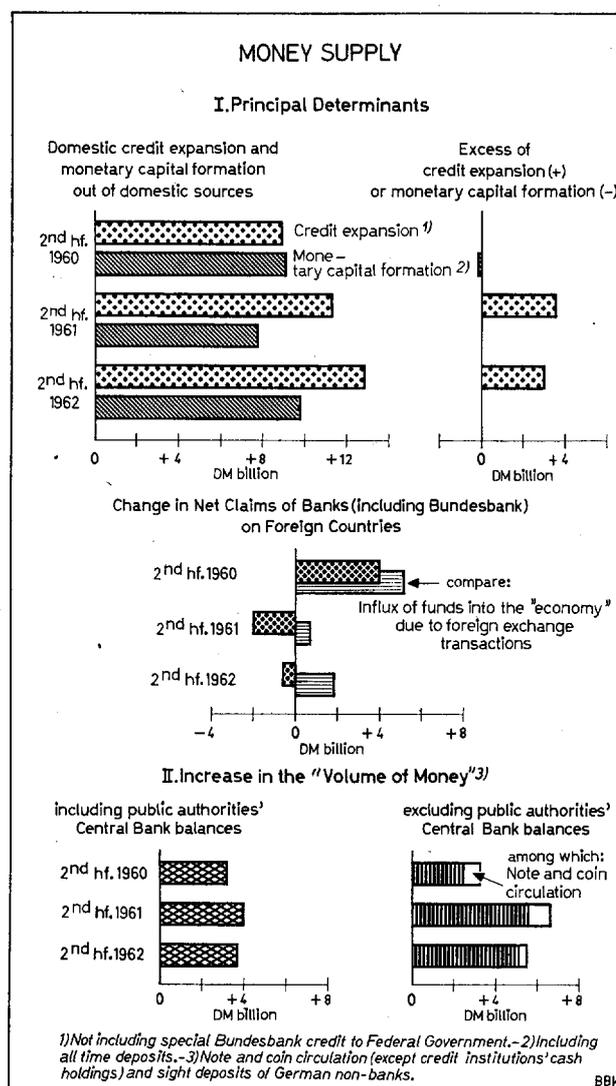 MONEY SUPPLY
I.Principal Determinants
Domestic credit expansion and
monetary capital formation
out of domestic sources
Excess of
credit expansion (+)
or monetary capital formation (-)
2nd hf.
1960
Credit expansion 1)
Mone-
tary capital formation 2)
2nd hf.
1961
2nd hf.
1962
0 +4 +8 +12
DM billion
0 +4
DM billion
Change in Net Claims of Banks (including Bundesbank)
on Foreign Countries
2nd hf. 1960
compare:
Influx of funds into the "economy"
due to foreign exchange
transactions
2nd hf. 1961
2nd hf. 1962
-4 0 +4 +8
DM billion
II.Increase in the "Volume of Money" 3)
including public authorities'
Central Bank balances
excluding public authorities'
Central Bank balances
2nd hf. 1960
2nd hf. 1961
2nd hf. 1962
among which:
Note and coin
circulation
0 +4 +8
DM billion
0 +4 +8
DM billion
1) Not including special Bundesbank credit to Federal Government.-2) Including
all time deposits.-3) Note and coin circulation (except credit institutions' cash
holdings) and sight deposits of German non-banks.